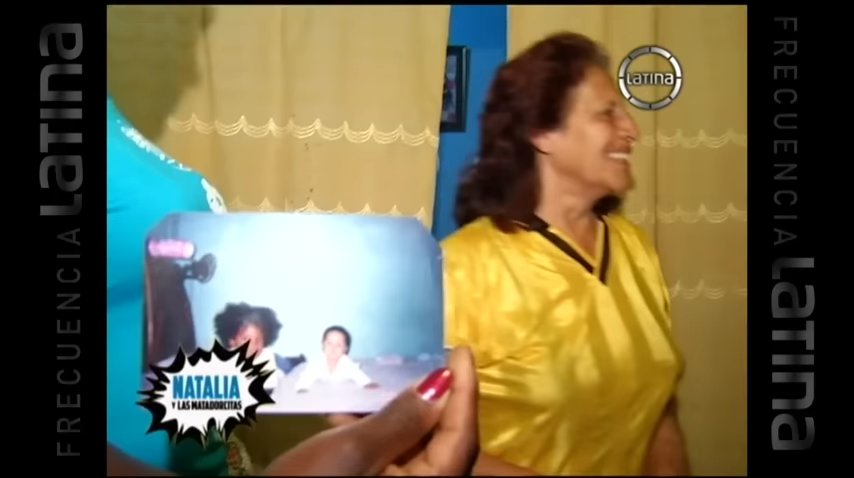 FRECUENCIA Latina
LATINA
NATALIA
Y LAS MATADORCITAS
FRECUENCIA Latina